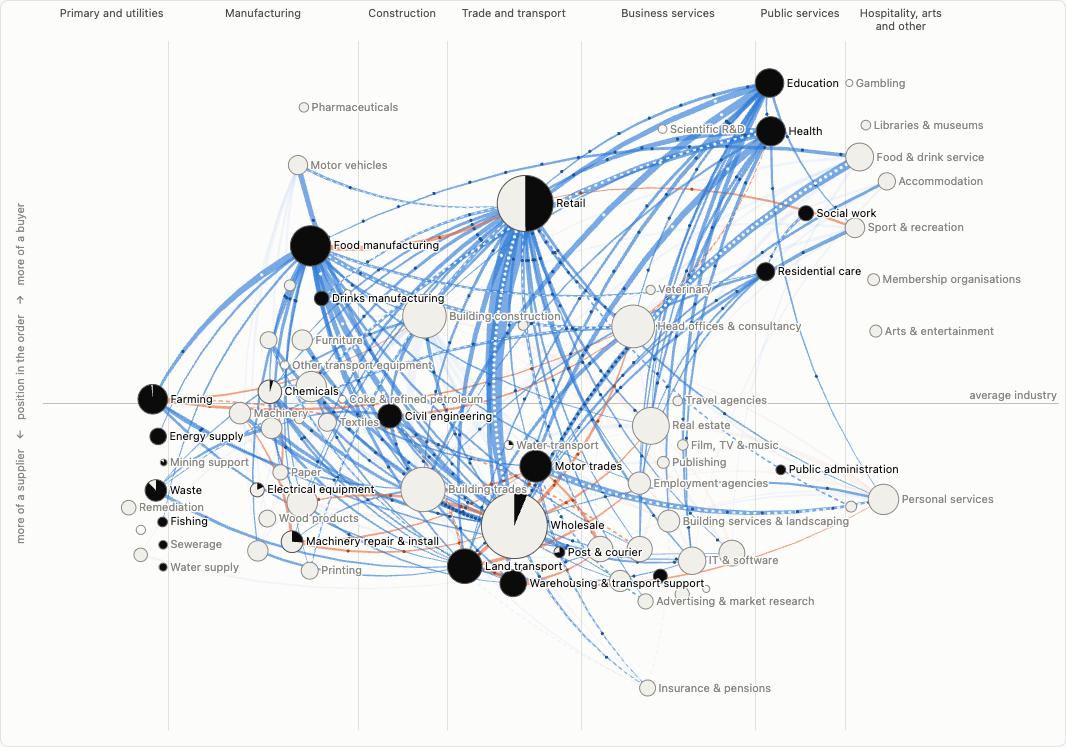 Primary and utilities
Manufacturing
Construction
Trade and transport
Business services
Public services
Hospitality, arts
and other
more of a supplier ← position in the order → more of a buyer
Education
Gambling
Pharmaceuticals
Libraries & museums
Scientific R&D
Health
Food & drink service
Motor vehicles
Accommodation
Retail
Social work
Sport & recreation
Food manufacturing
Residential care
Membership organisations
Veterinary
Drinks manufacturing
Building construction
Head offices & consultancy
Arts & entertainment
Furniture
Other transport equipment
Chemicals
average industry
Farming
Coke & refined petroleum
Travel agencies
Machinery
Civil engineering
Textiles
Real estate
Energy supply
Water transport
Film, TV & music
Mining support
Motor trades
Publishing
Public administration
Paper
Waste
Electrical equipment
Building trades
Employment agencies
Personal services
Remediation
Fishing
Wood products
Wholesale
Building services & landscaping
Sewerage
Machinery repair & install
Post & courier
IT & software
Water supply
Printing
Land transport
Warehousing & transport support
Advertising & market research
Insurance & pensions